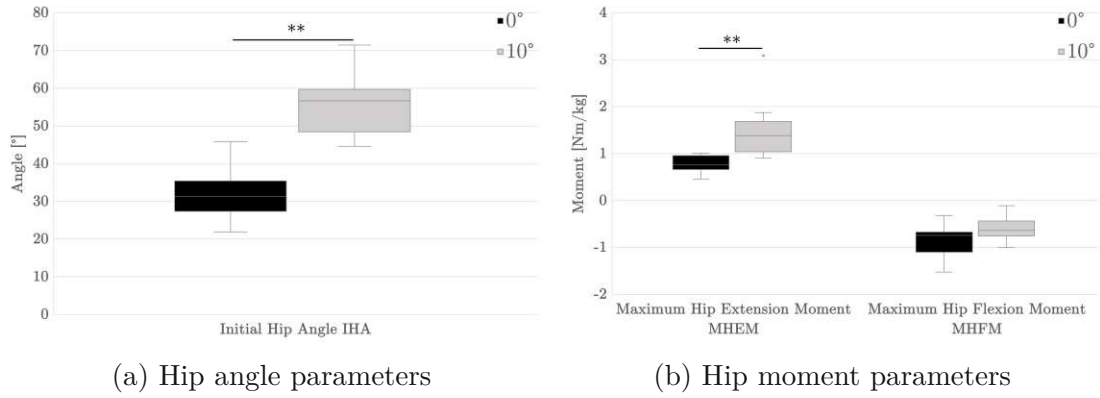 80
70
60
50
40
30
20
10
0
Angle [°]
**
0°
10°
Initial Hip Angle IHA
(a) Hip angle parameters
4
3
2
1
0
-1
-2
Moment [Nm/kg]
**
0°
10°
Maximum Hip Extension Moment
MHEM
Maximum Hip Flexion Moment
MHFM
(b) Hip moment parameters